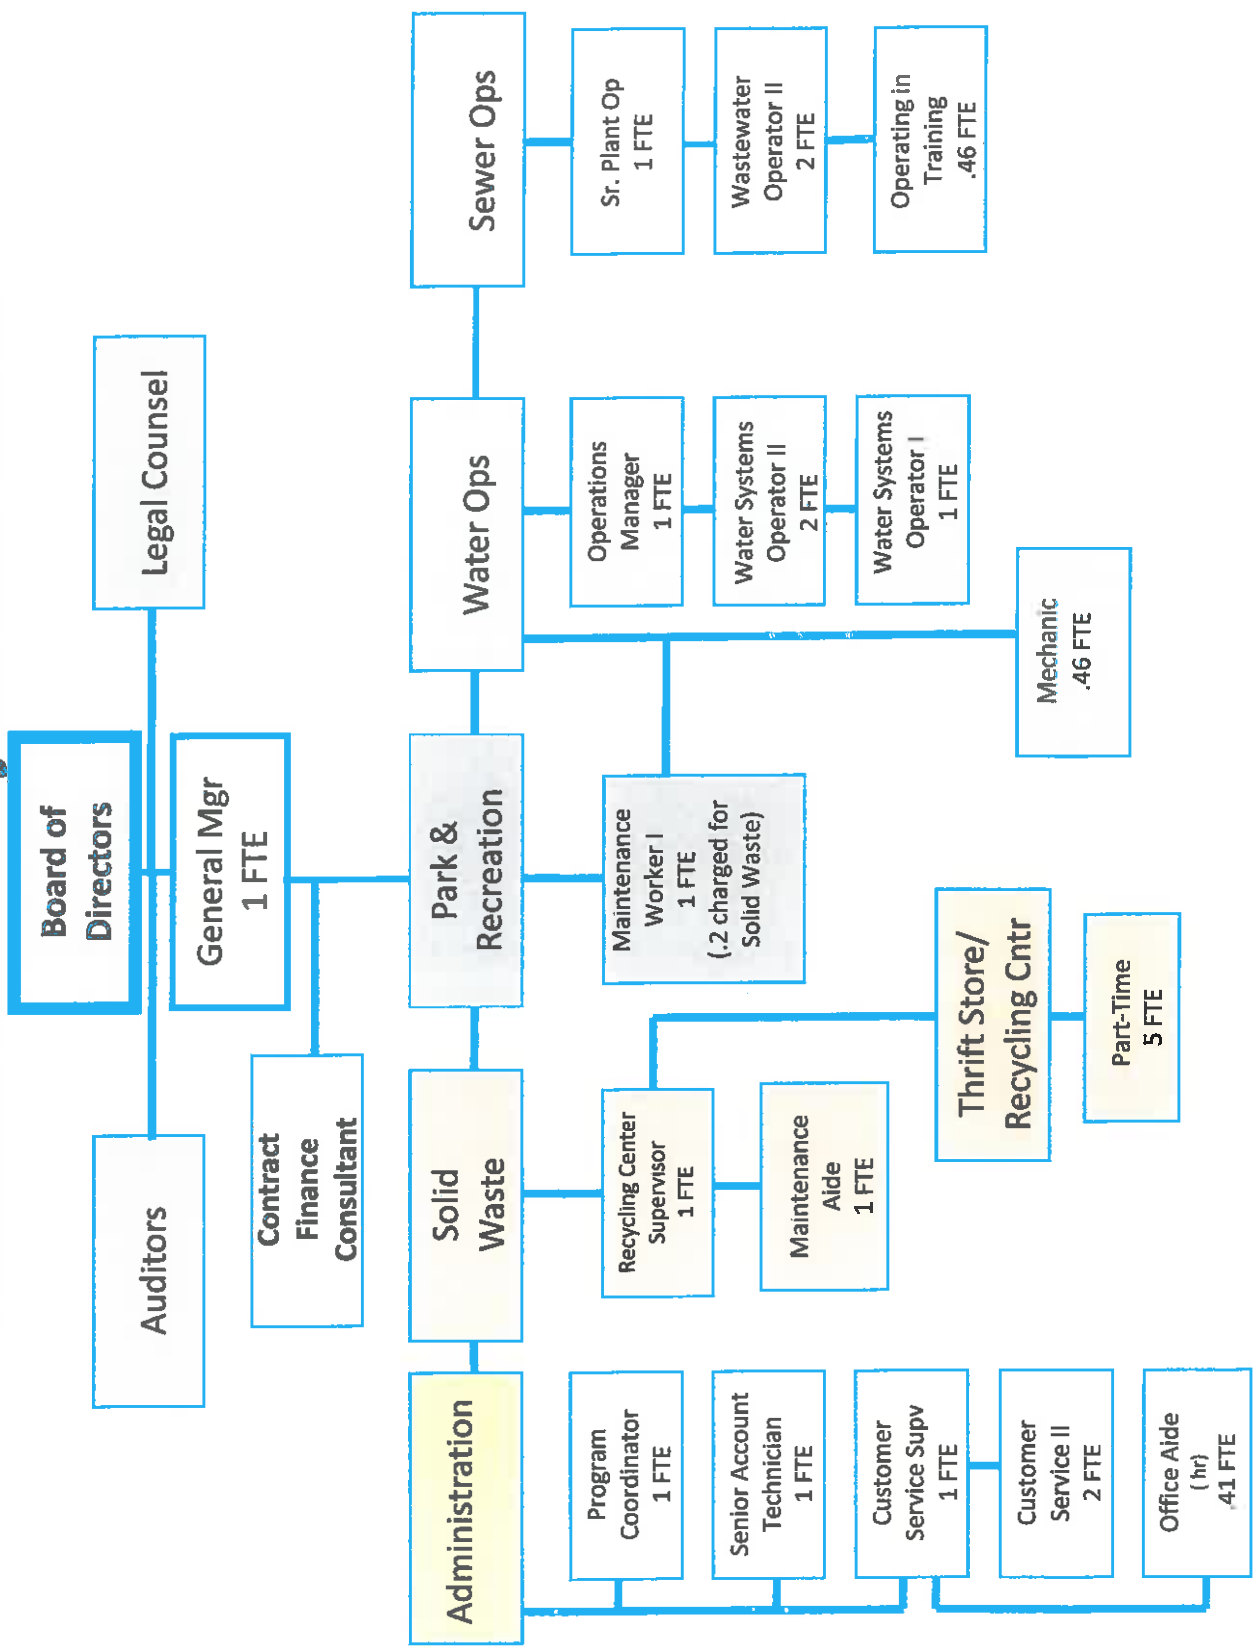 Board of
Directors
Auditors
Legal Counsel
General Mgr
1 FTE
Contract
Finance
Consultant
Administration
Solid
Waste
Park &
Recreation
Water Ops
Sewer Ops
Program
Coordinator
1 FTE
Senior Account
Technician
1 FTE
Customer
Service Supv
1 FTE
Customer
Service II
2 FTE
Office Aide
(hr)
.41 FTE
Recycling Center
Supervisor
1 FTE
Maintenance
Aide
1 FTE
Thrift Store/
Recycling Cntr
Part-Time
5 FTE
Maintenance
Worker I
1 FTE
(.2 charged for
Solid Waste)
Operations
Manager
1 FTE
Water Systems
Operator II
2 FTE
Water Systems
Operator I
1 FTE
Mechanic
.46 FTE
Sr. Plant Op
1 FTE
Wastewater
Operator II
2 FTE
Operating in
Training
.46 FTE